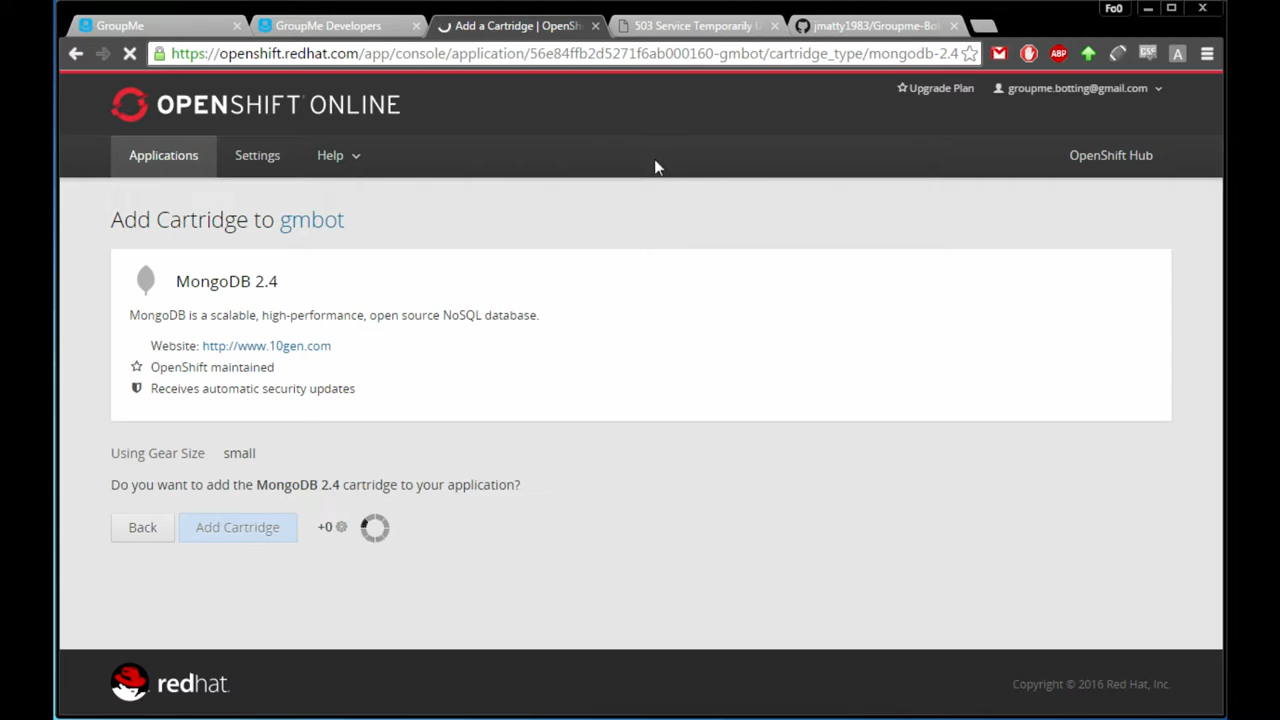 GroupMe
GroupMe Developers
Add a Cartridge | OpenSh
503 Service Temporarily U
jmatty1983/Groupme-Bot
Fo0
https://openshift.redhat.com/app/console/application/56e84ffb2d5271f6ab000160-gmbot/cartridge_type/mongodb-2.4
ABP
A
OPENSHIFT ONLINE
Upgrade Plan
groupme.botting@gmail.com
Applications
Settings
Help
OpenShift Hub
Add Cartridge to gmbot
MongoDB 2.4
MongoDB is a scalable, high-performance, open source NoSQL database.
Website: http://www.10gen.com
OpenShift maintained
Receives automatic security updates
Using Gear Size small
Do you want to add the MongoDB 2.4 cartridge to your application?
Back
Add Cartridge
+0
redhat.
Copyright © 2016 Red Hat, Inc.